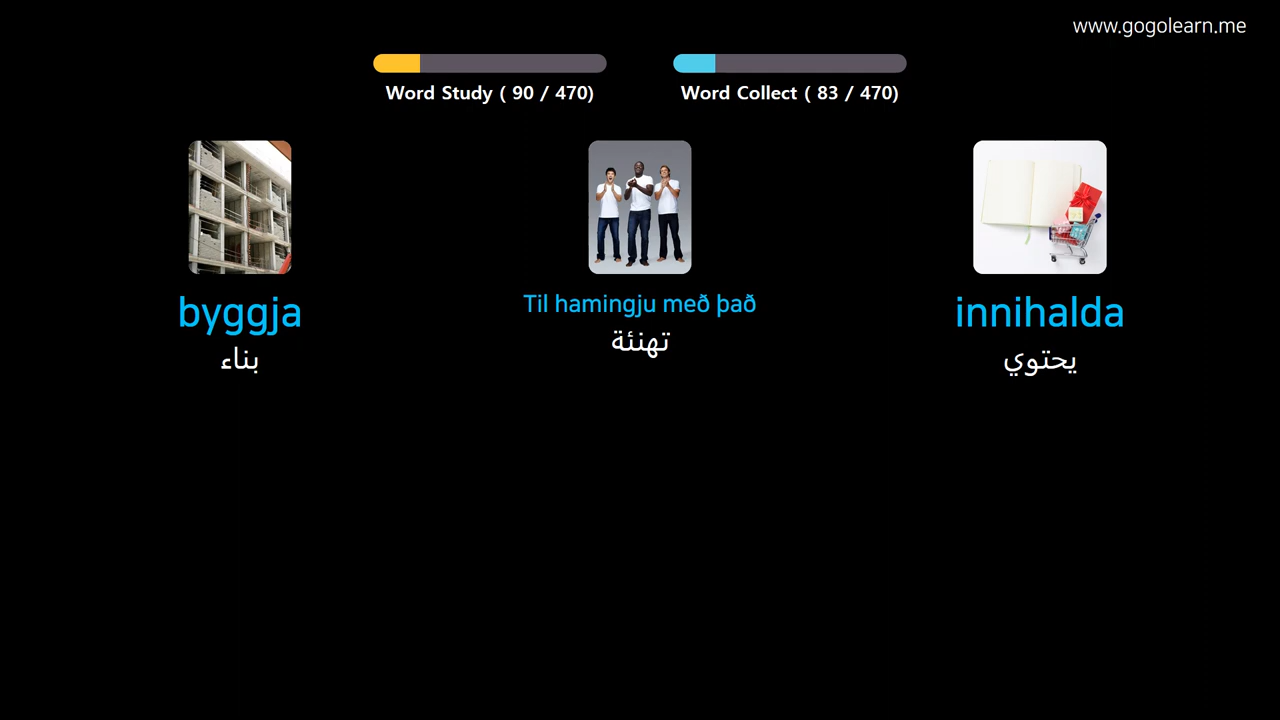 www.gogolearn.me
Word Study ( 90 / 470)
Word Collect ( 83 / 470)
byggja
بناء
Til hamingju með það
تهنئة
innihalda
يحتوي